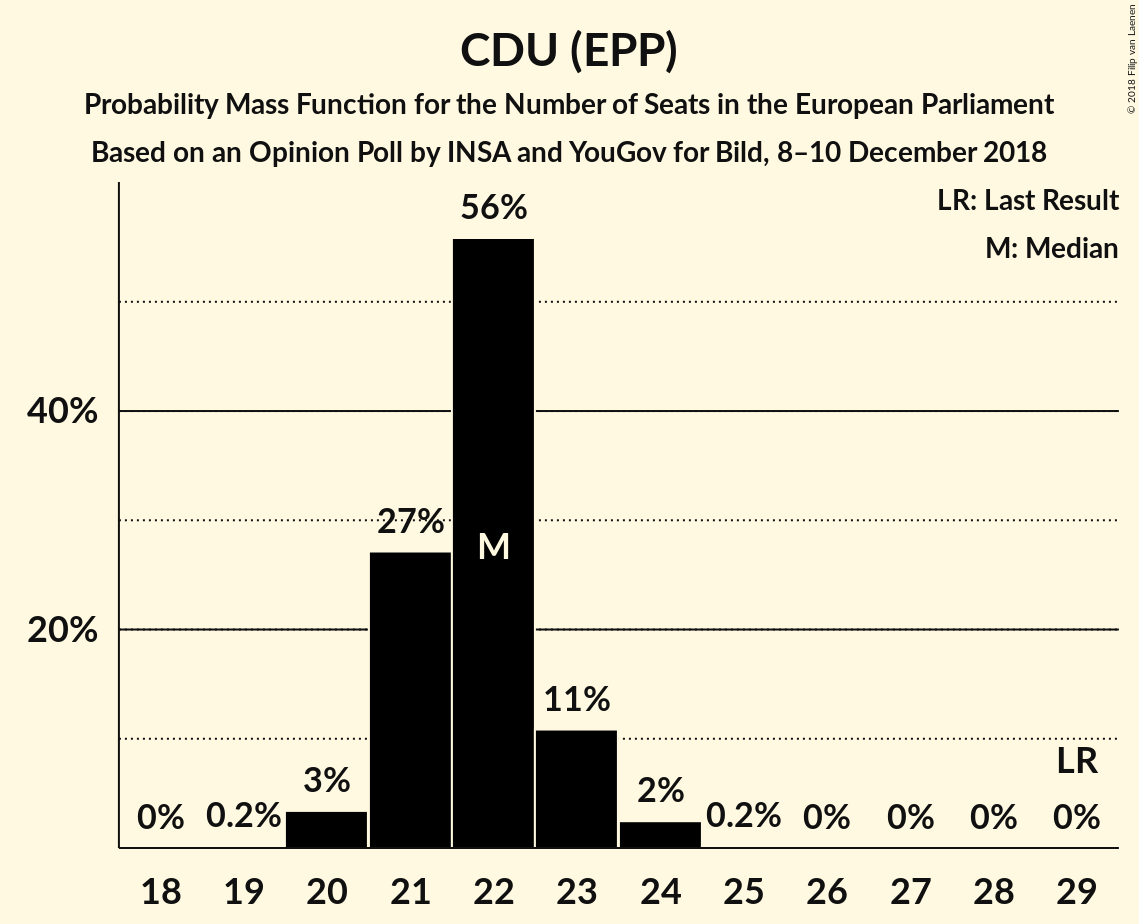 CDU (EPP)
Probability Mass Function for the Number of Seats in the European Parliament
Based on an Opinion Poll by INSA and YouGov for Bild, 8–10 December 2018
© 2018 Filip van Laenen
LR: Last Result
M: Median
56%
40%
27%
M
20%
11%
LR
0%
0.2%
3%
2%
0.2%
0%
0%
0%
0%
18 19 20 21 22 23 24 25 26 27 28 29